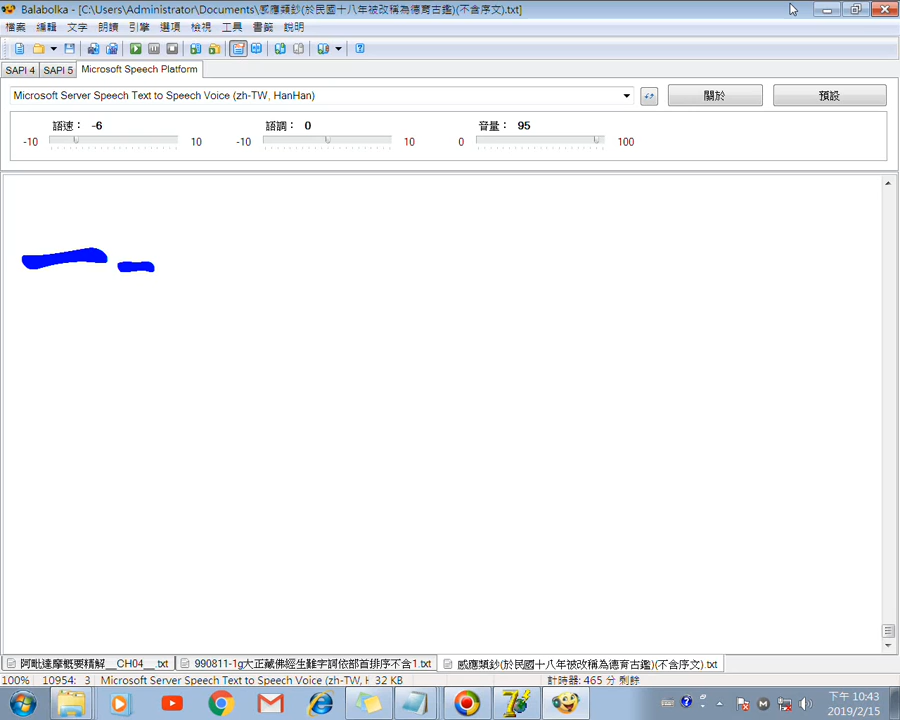 Balabolka - [C:\Users\Administrator\Documents\感應類鈔(於民國十八年被改稱為德育古鑑)(不含序文).txt]
檔案 編輯 文字 朗讀 引擎 選項 檢視 工具 書籤 說明
SAPI 4 SAPI 5 Microsoft Speech Platform
Microsoft Server Speech Text to Speech Voice (zh-TW, HanHan) 關於 預設
語速： -6 語調： 0 音量： 95
-10 10 -10 10 0 100
阿毗達摩概要精解__CH04__.txt 990811-1g大正藏佛經生難字詞依部首排序不含1.txt 感應類鈔(於民國十八年被改稱為德育古鑑)(不含序文).txt
100% 10954: 3 Microsoft Server Speech Text to Speech Voice (zh-TW, H 32 KB 計時器: 465 分 剩餘
下午 10:43
2019/2/15